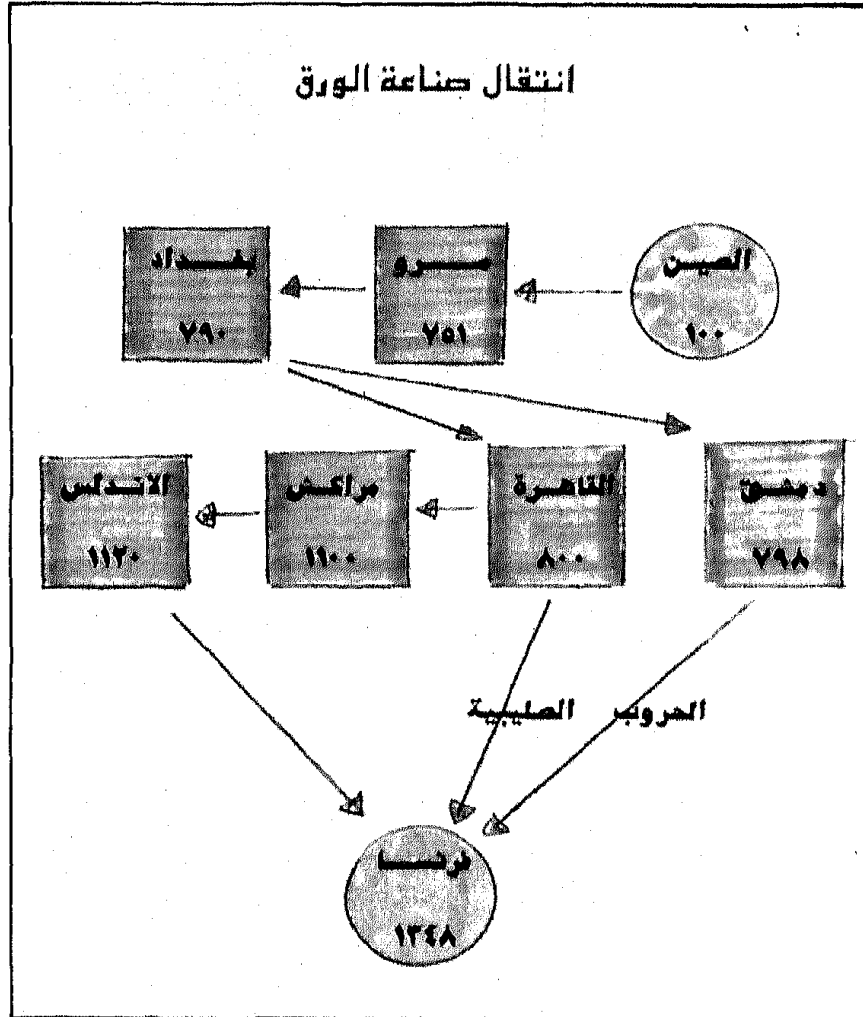 انتقال صناعة الورق
الصين
١٠٠
مرو
٧٥١
بغداد
٧٩٠
دمشق
٧٩٨
القاهرة
٨٠٠
مراكش
١١٠٠
الاندلس
١١٢٠
الحروب الصليبية
فرنسا
١٣٤٨